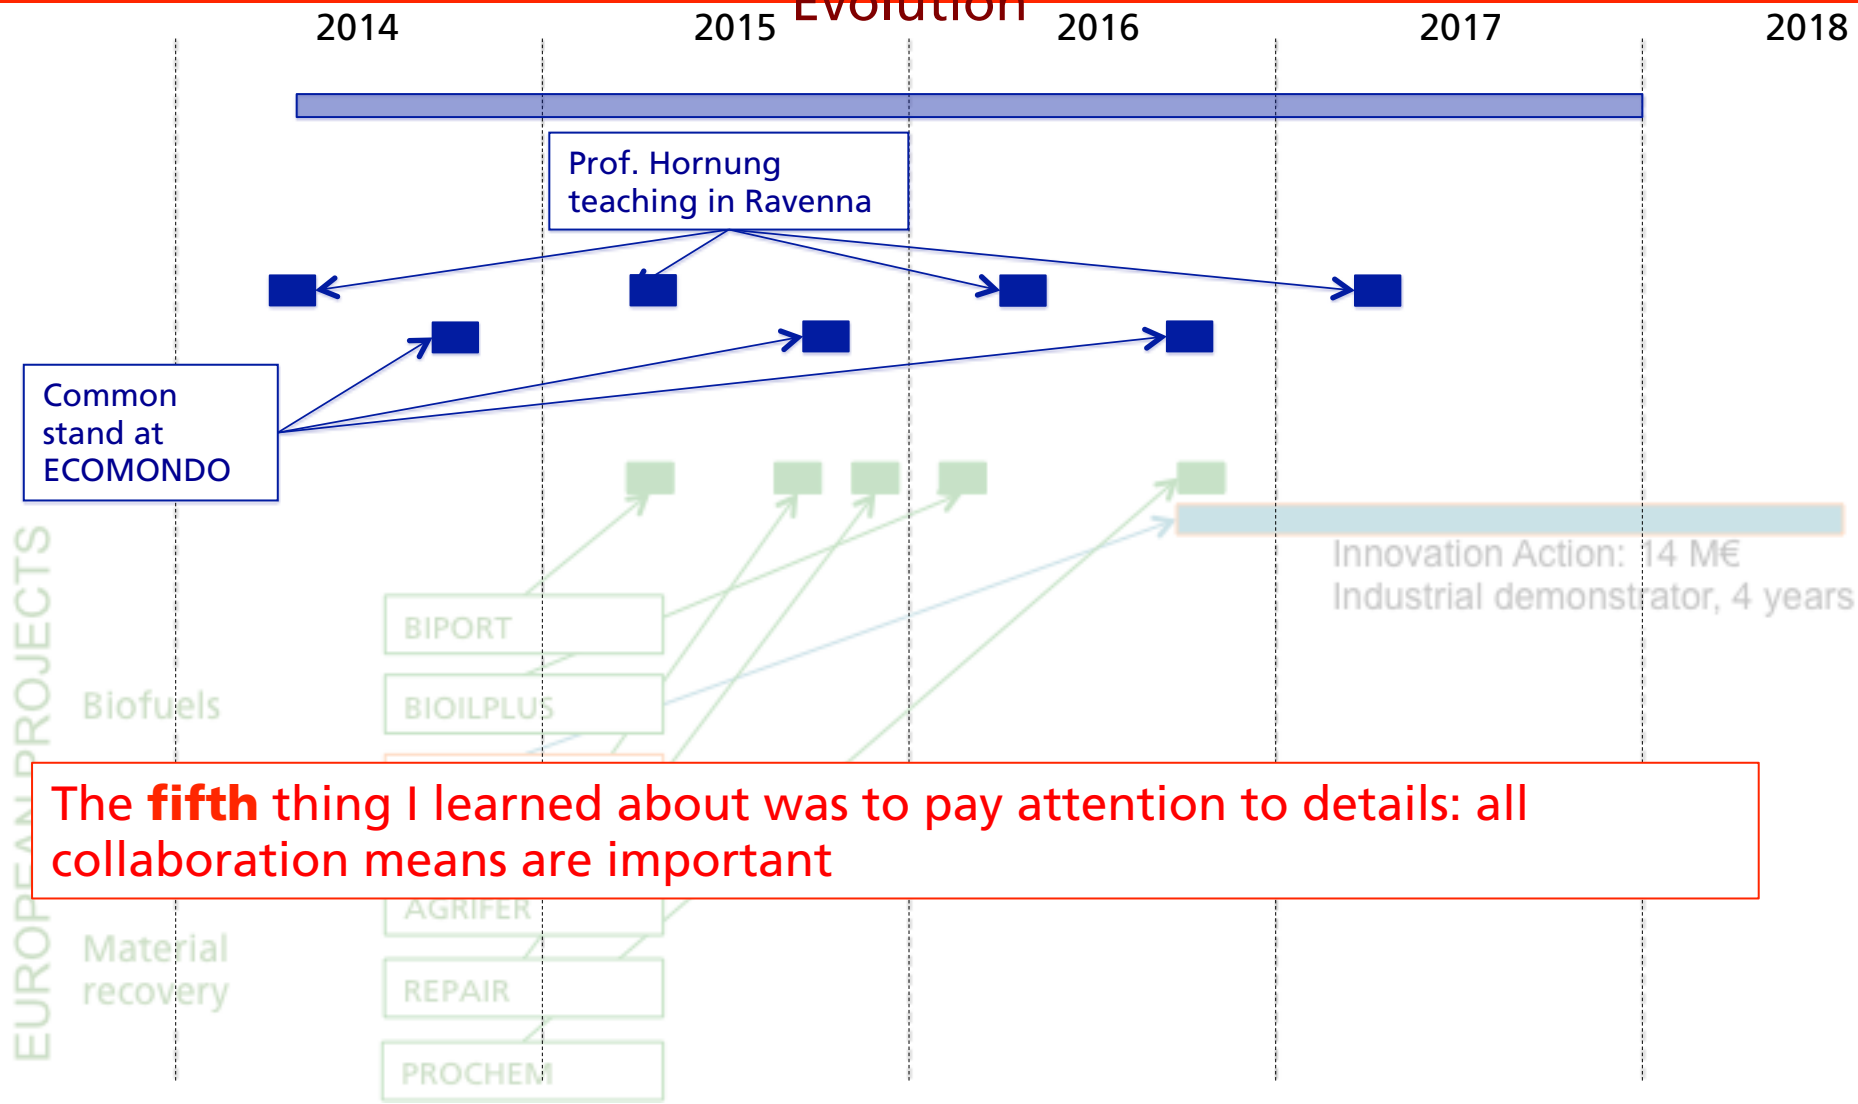 Evolution
2014 2015 2016 2017 2018
Prof. Hornung
teaching in Ravenna
Common
stand at
ECOMONDO
Innovation Action: 14 M€
Industrial demonstrator, 4 years
EUROPEAN PROJECTS
BIPORT
Biofuels
BIOILPLUS
The fifth thing I learned about was to pay attention to details: all
collaboration means are important
AGRIFER
Material
recovery
REPAIR
PROCHEM